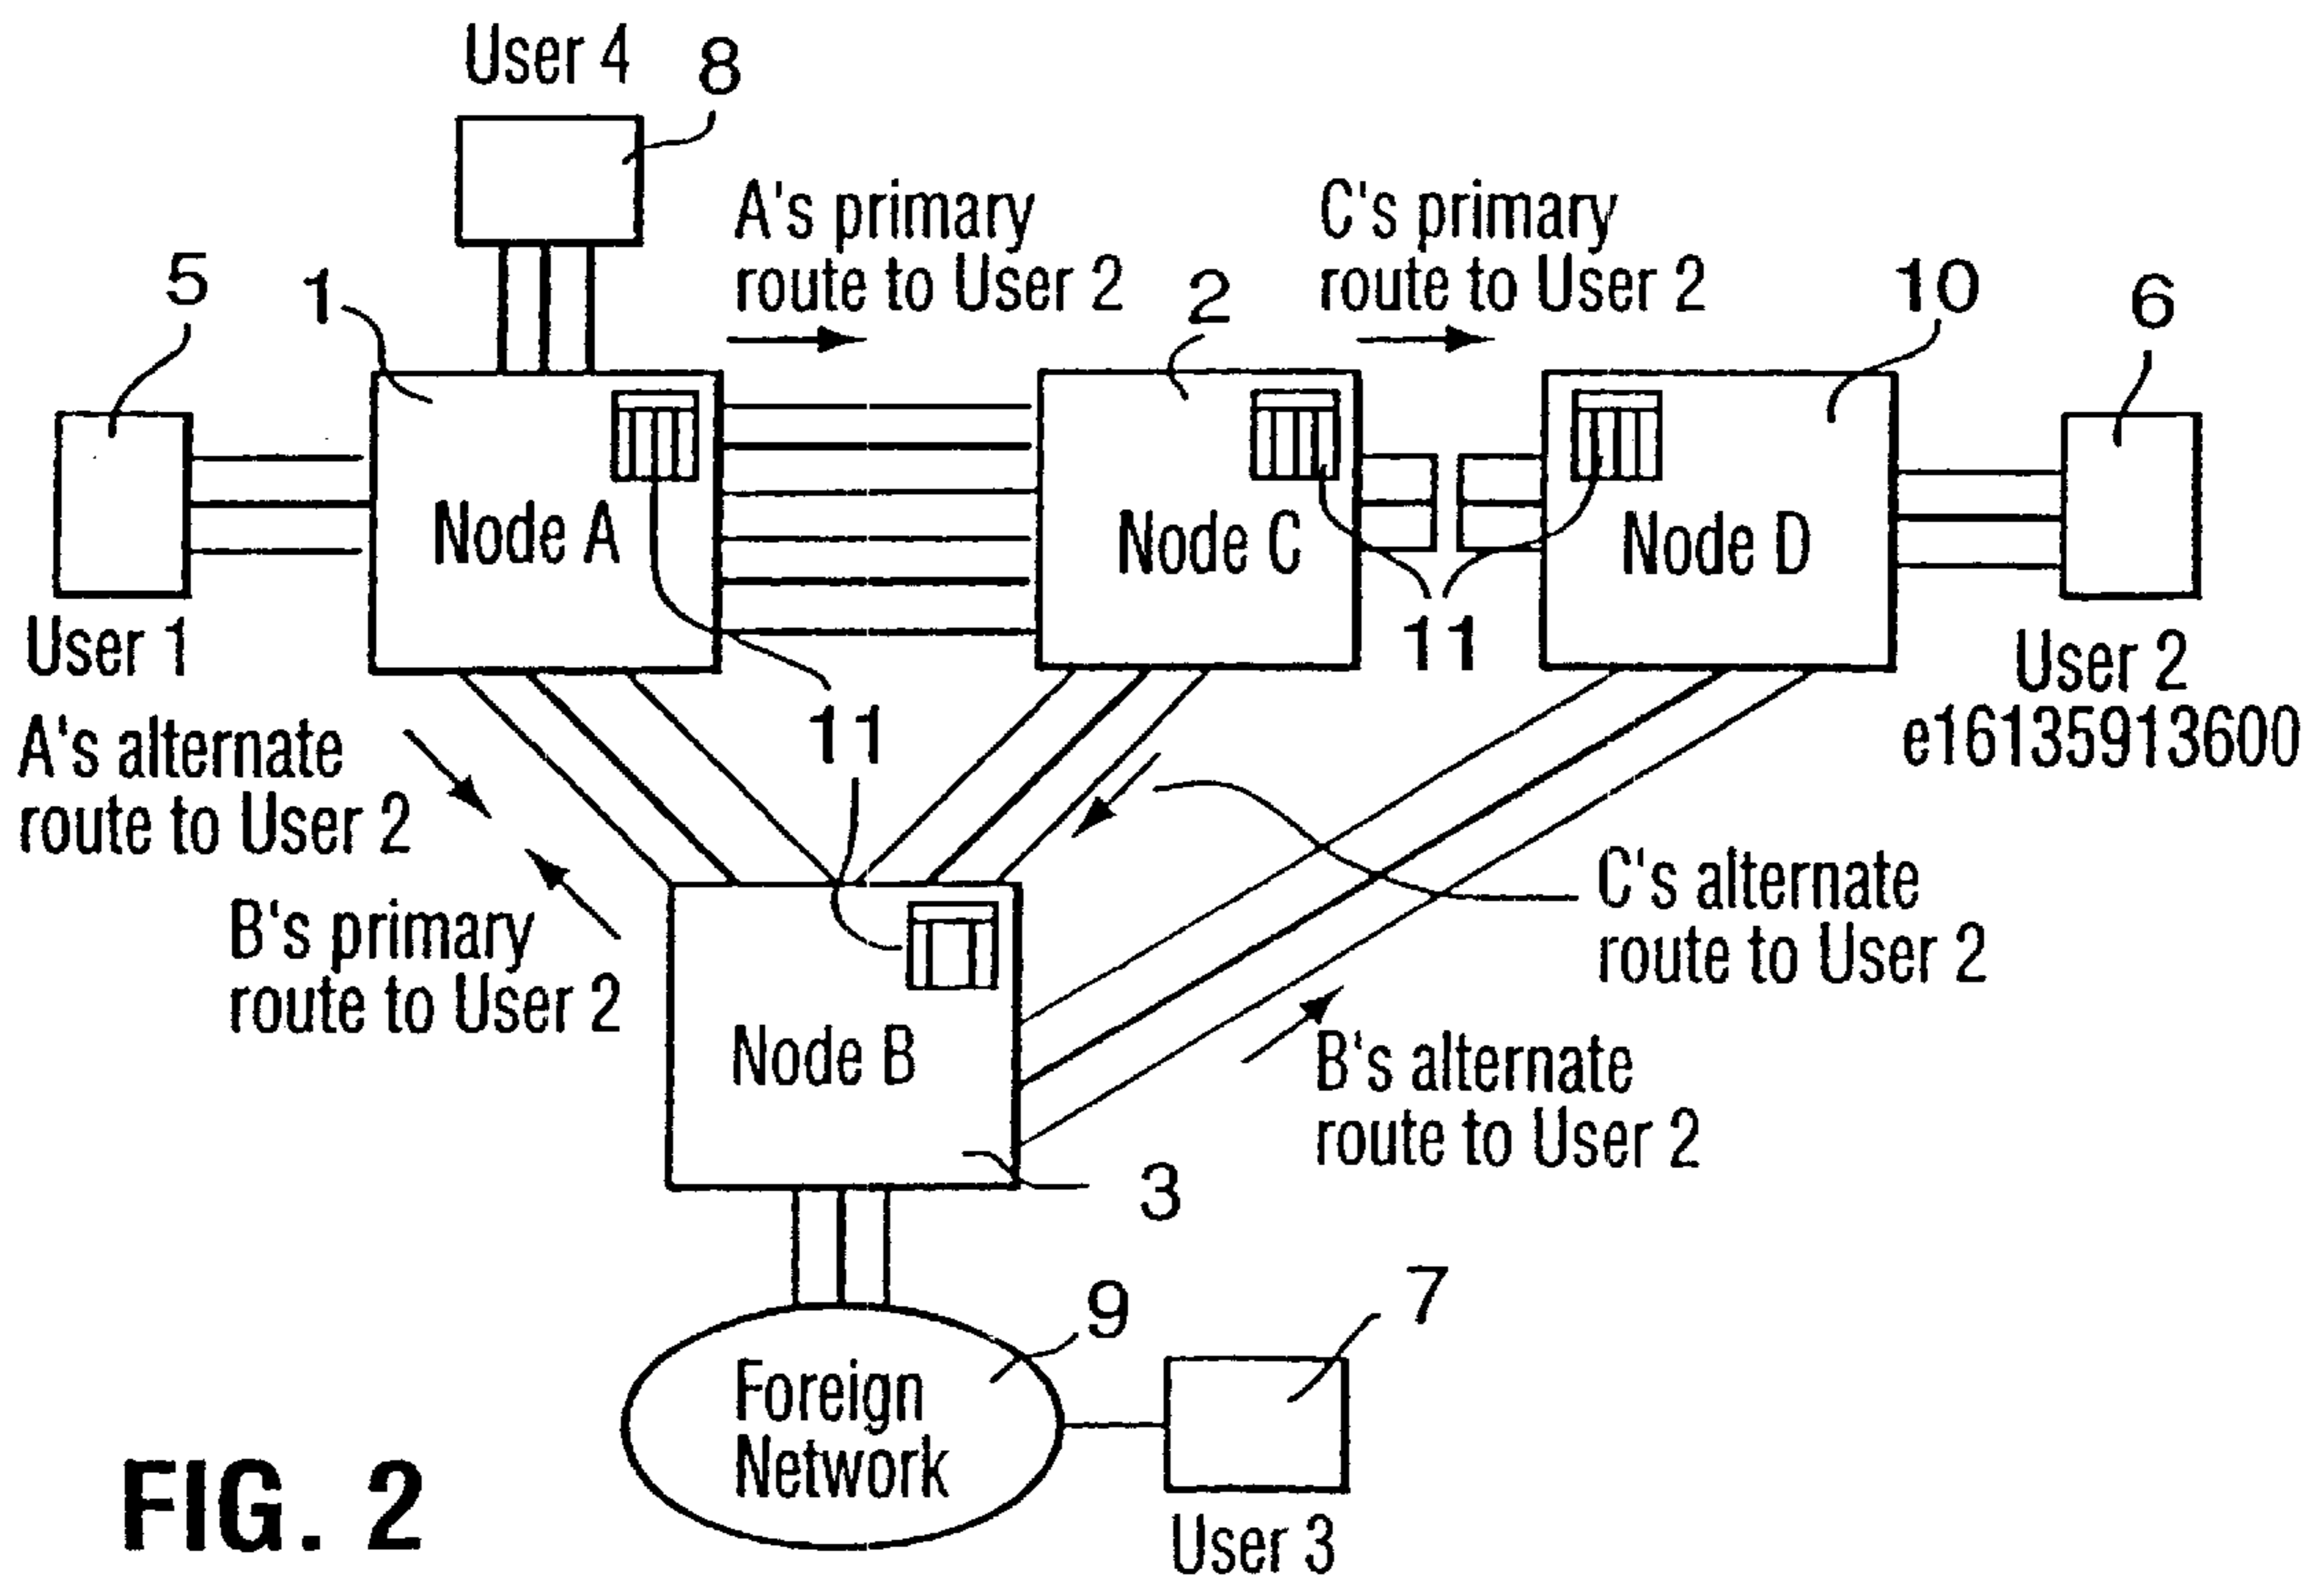 User 4
8
A's primary
route to User 2
C's primary
route to User 2
5
1
2
10
6
Node A
Node C
Node D
11
User 1
User 2
e16135913600
11
A's alternate
route to User 2
B's primary
route to User 2
C's alternate
route to User 2
Node B
B's alternate
route to User 2
3
9
7
Foreign
Network
User 3
FIG. 2